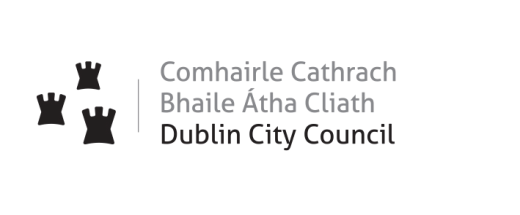 Comhairle Cathrach
Bhaile Átha Cliath
Dublin City Council